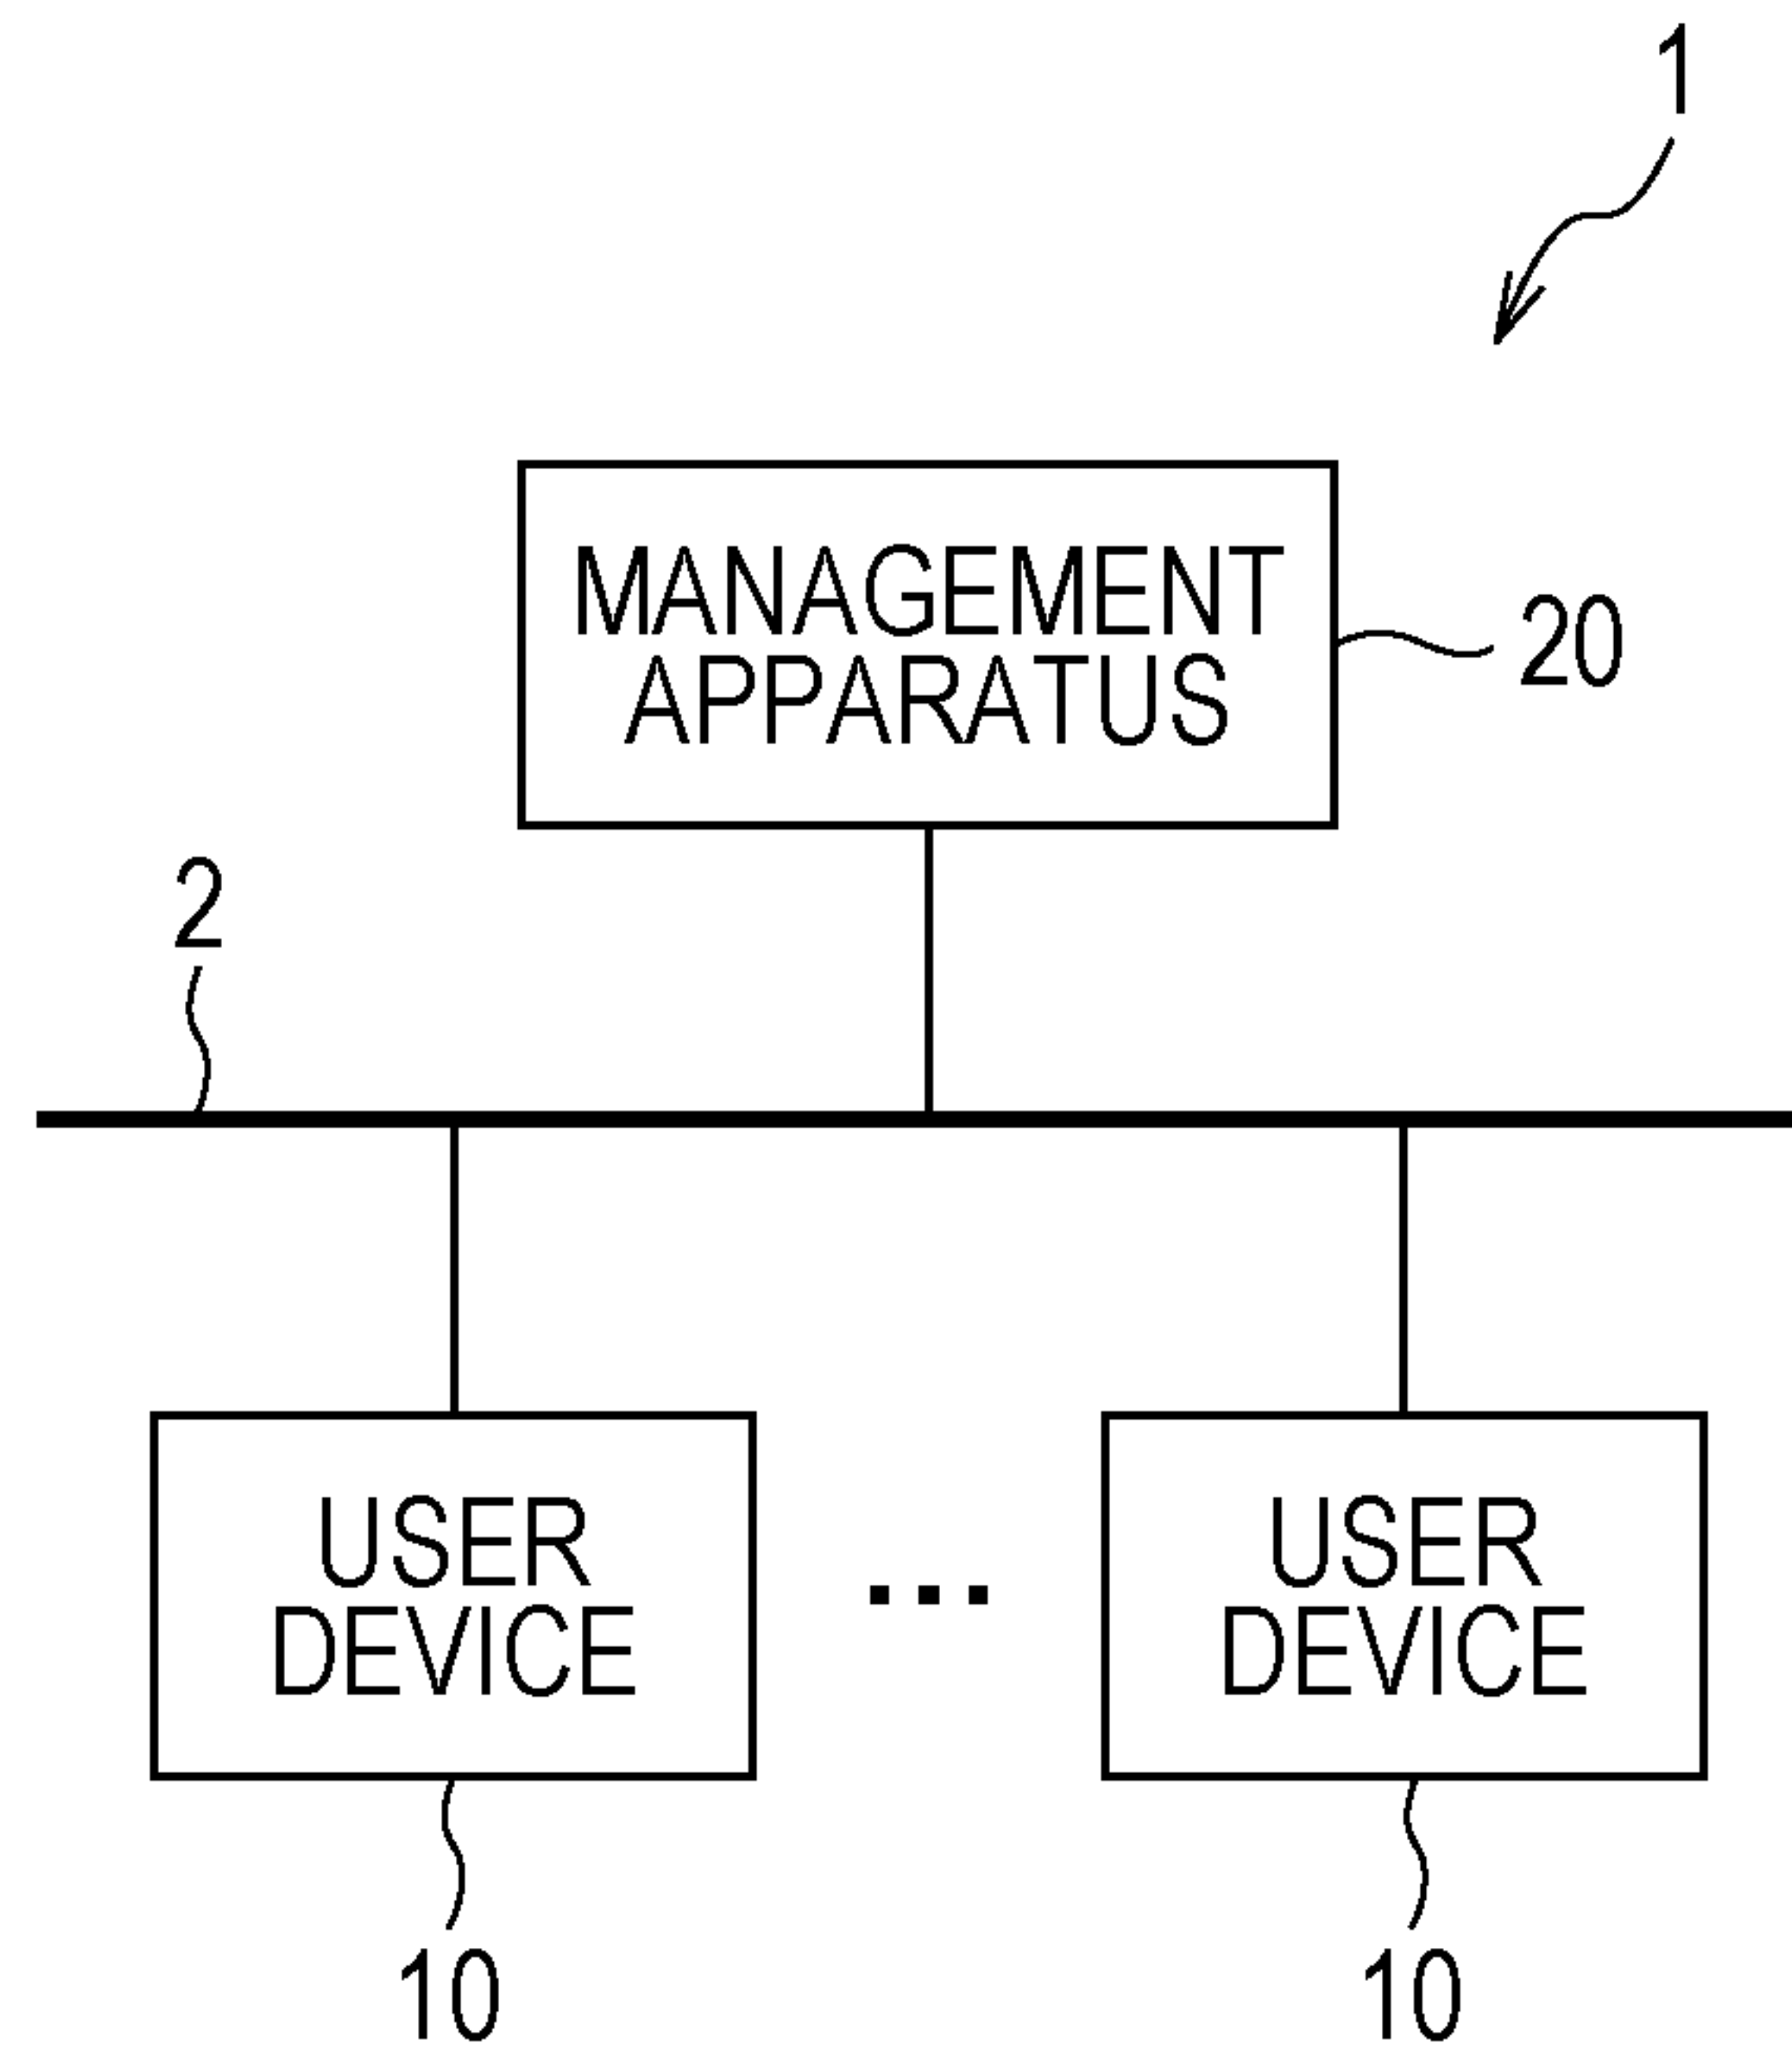 1
MANAGEMENT
APPARATUS
20
2
USER
DEVICE
...
USER
DEVICE
10
10